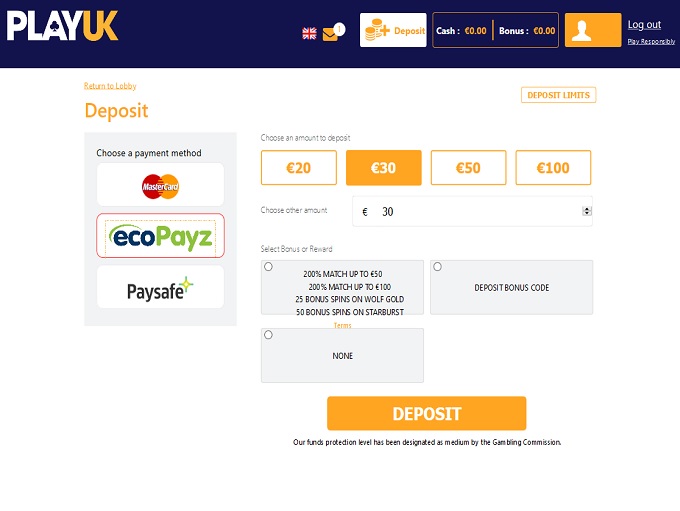 PLAYUK
1
Deposit
Cash : €0.00
Bonus : €0.00
Log out
Play Responsibly
Return to Lobby
Deposit
DEPOSIT LIMITS
Choose a payment method
MasterCard
ecoPayz
Paysafe
Choose an amount to deposit
€20
€30
€50
€100
Choose other amount
€ 30
Select Bonus or Reward
200% MATCH UP TO €50
200% MATCH UP TO €100
25 BONUS SPINS ON WOLF GOLD
50 BONUS SPINS ON STARBURST
Terms
DEPOSIT BONUS CODE
NONE
DEPOSIT
Our funds protection level has been designated as medium by the Gambling Commission.